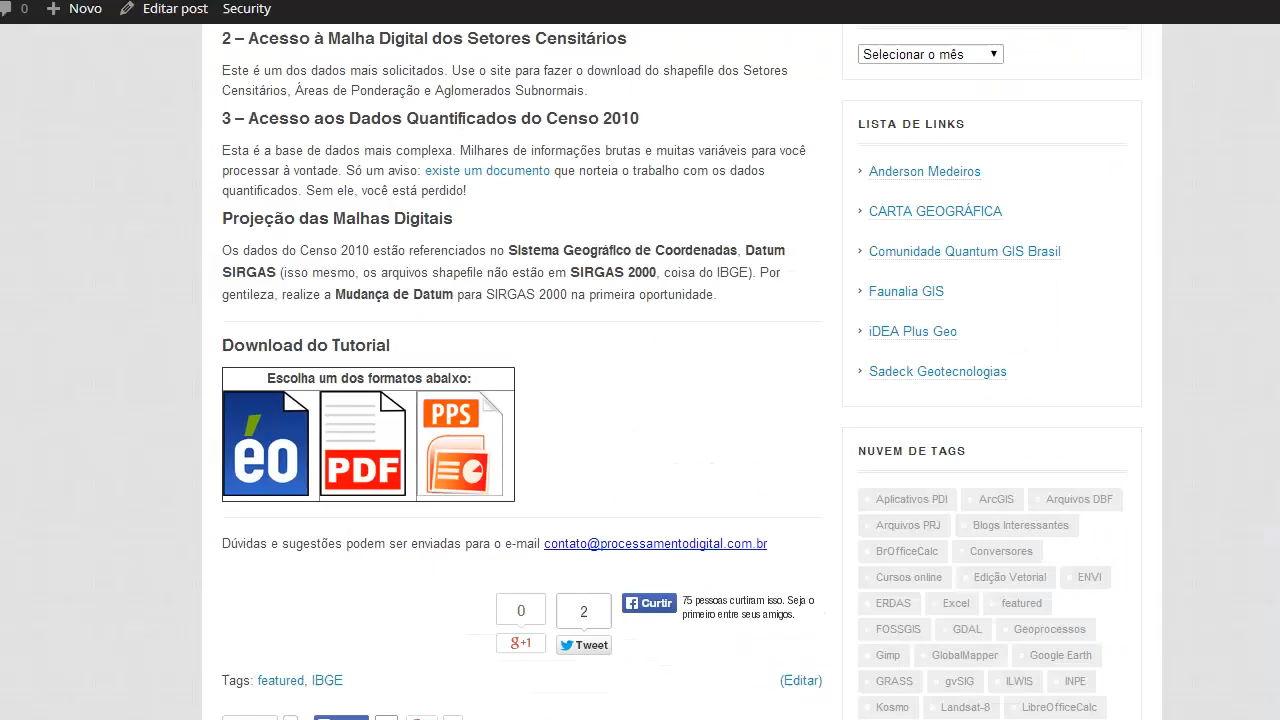 0 Novo Editar post Security
2 – Acesso à Malha Digital dos Setores Censitários
Este é um dos dados mais solicitados. Use o site para fazer o download do shapefile dos Setores
Censitários, Áreas de Ponderação e Aglomerados Subnormais.
3 – Acesso aos Dados Quantificados do Censo 2010
Esta é a base de dados mais complexa. Milhares de informações brutas e muitas variáveis para você
processar à vontade. Só um aviso: existe um documento que norteia o trabalho com os dados
quantificados. Sem ele, você está perdido!
Projeção das Malhas Digitais
Os dados do Censo 2010 estão referenciados no Sistema Geográfico de Coordenadas, Datum
SIRGAS (isso mesmo, os arquivos shapefile não estão em SIRGAS 2000, coisa do IBGE). Por
gentileza, realize a Mudança de Datum para SIRGAS 2000 na primeira oportunidade.
Download do Tutorial
Escolha um dos formatos abaixo:
éo PDF PPS
Dúvidas e sugestões podem ser enviadas para o e-mail contato@processamentodigital.com.br
0 2 Curtir 75 pessoas curtiram isso. Seja o
primeiro entre seus amigos.
g+1 Tweet
Tags: featured, IBGE (Editar)
Selecionar o mês
LISTA DE LINKS
Anderson Medeiros
CARTA GEOGRÁFICA
Comunidade Quantum GIS Brasil
Faunalia GIS
iDEA Plus Geo
Sadeck Geotecnologias
NUVEM DE TAGS
Aplicativos PDI ArcGIS Arquivos DBF
Arquivos PRJ Blogs Interessantes
BrOfficeCalc Conversores
Cursos online Edição Vetorial ENVI
ERDAS Excel featured
FOSSGIS GDAL Geoprocessos
Gimp GlobalMapper Google Earth
GRASS gvSIG ILWIS INPE
Kosmo Landsat-8 LibreOfficeCalc